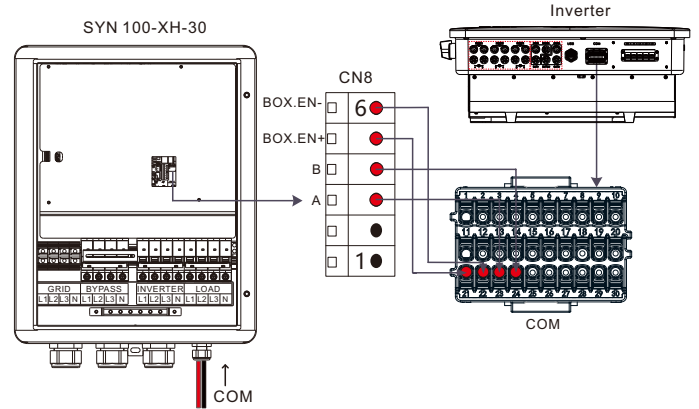 Inverter
SYN 100-XH-30
CN8
BOX.EN- 6
BOX.EN+
B
A
1
1 2 3 4 5 6 7 8 9 10
11 12 13 14 15 16 17 18 19 20
21 22 23 24 25 26 27 28 29 30
COM
GRID BYPASS INVERTER LOAD
L1 L2 L3 N L1 L2 L3 N L1 L2 L3 N L1 L2 L3 N
COM